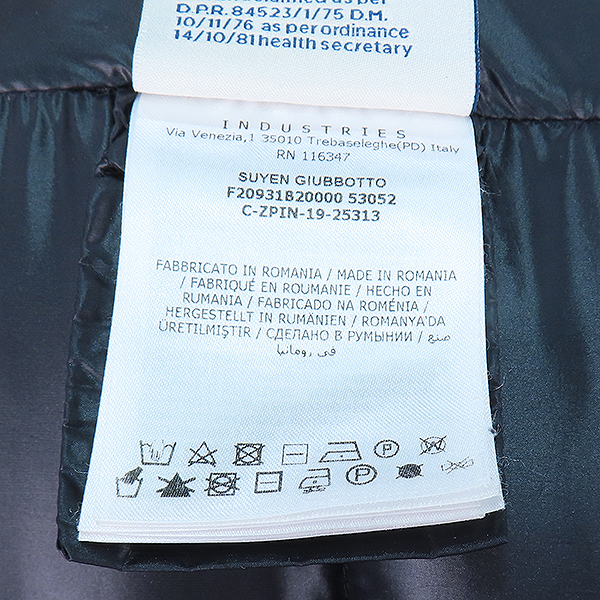 D.P.R. 84523/1/75 D.M.
10/11/76 as per ordinance
14/10/81 health secretary
INDUSTRIES
Via Venezia,1 35010 Trebaseleghe(PD) Italy
RN 116347
SUYEN GIUBBOTTO
F20931B20000 53052
C-ZPIN-19-25313
FABBRICATO IN ROMANIA / MADE IN ROMANIA
/ FABRIQUÉ EN ROUMANIE / HECHO EN
RUMANIA / FABRICADO NA ROMÉNIA /
HERGESTELLT IN RUMÄNIEN / ROMANYA'DA
ÜRETILMIŞTIR / СДЕЛАНО В РУМЫНИИ / صنع
في رومانيا